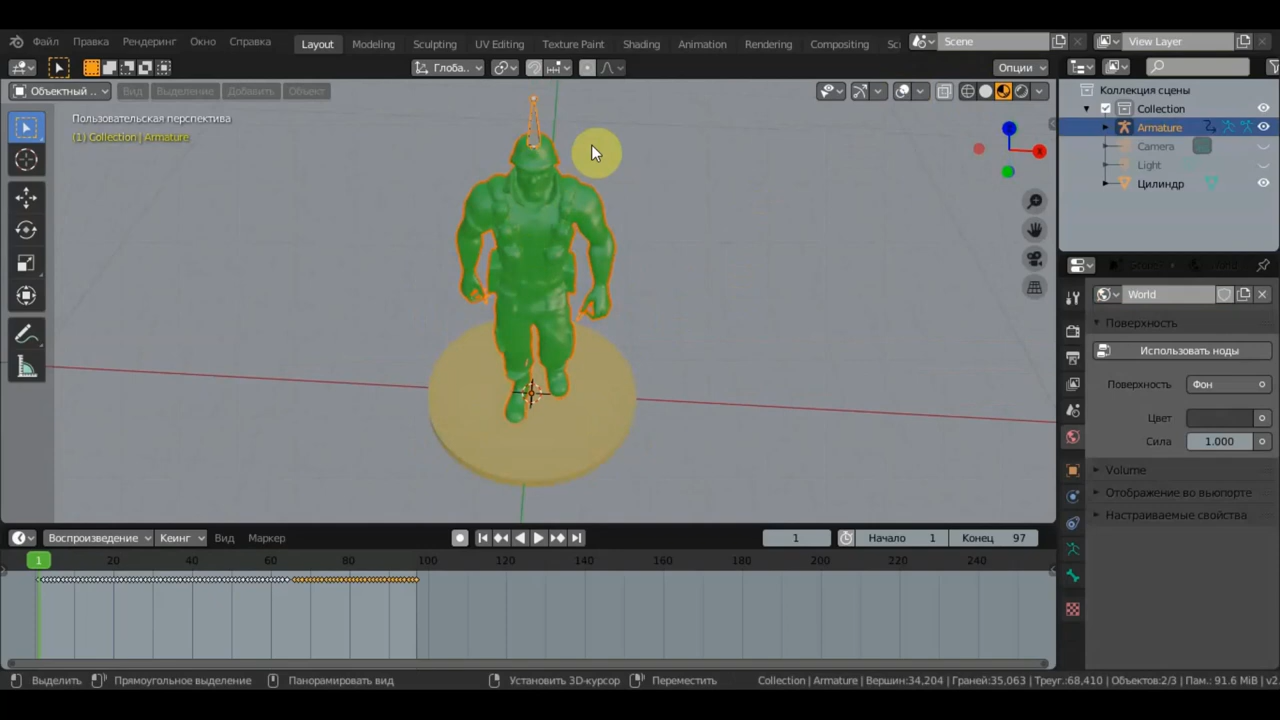 Файл Правка Рендеринг Окно Справка Layout Modeling Sculpting UV Editing Texture Paint Shading Animation Rendering Compositing Sc Scene View Layer
Глоба... Опции
Объектный .. Вид Выделение Добавить Объект
Пользовательская перспектива
(1) Collection | Armature
X
Коллекция сцены
Collection
Armature
Camera
Light
Цилиндр
World
Поверхность
Использовать ноды
Поверхность Фон
Цвет
Сила 1.000
Volume
Отображение во вьюпорте
Настраиваемые свойства
Воспроизведение Кеинг Вид Маркер 1 Начало 1 Конец 97
1 20 40 60 80 100 120 140 160 180 200 220 240
Выделить Прямоугольное выделение Панорамировать вид Установить 3D-курсор Переместить Collection | Armature | Вершин:34,204 | Граней:35,063 | Треуг.:68,410 | Объектов:2/3 | Пам.: 91.6 MiB | v2.